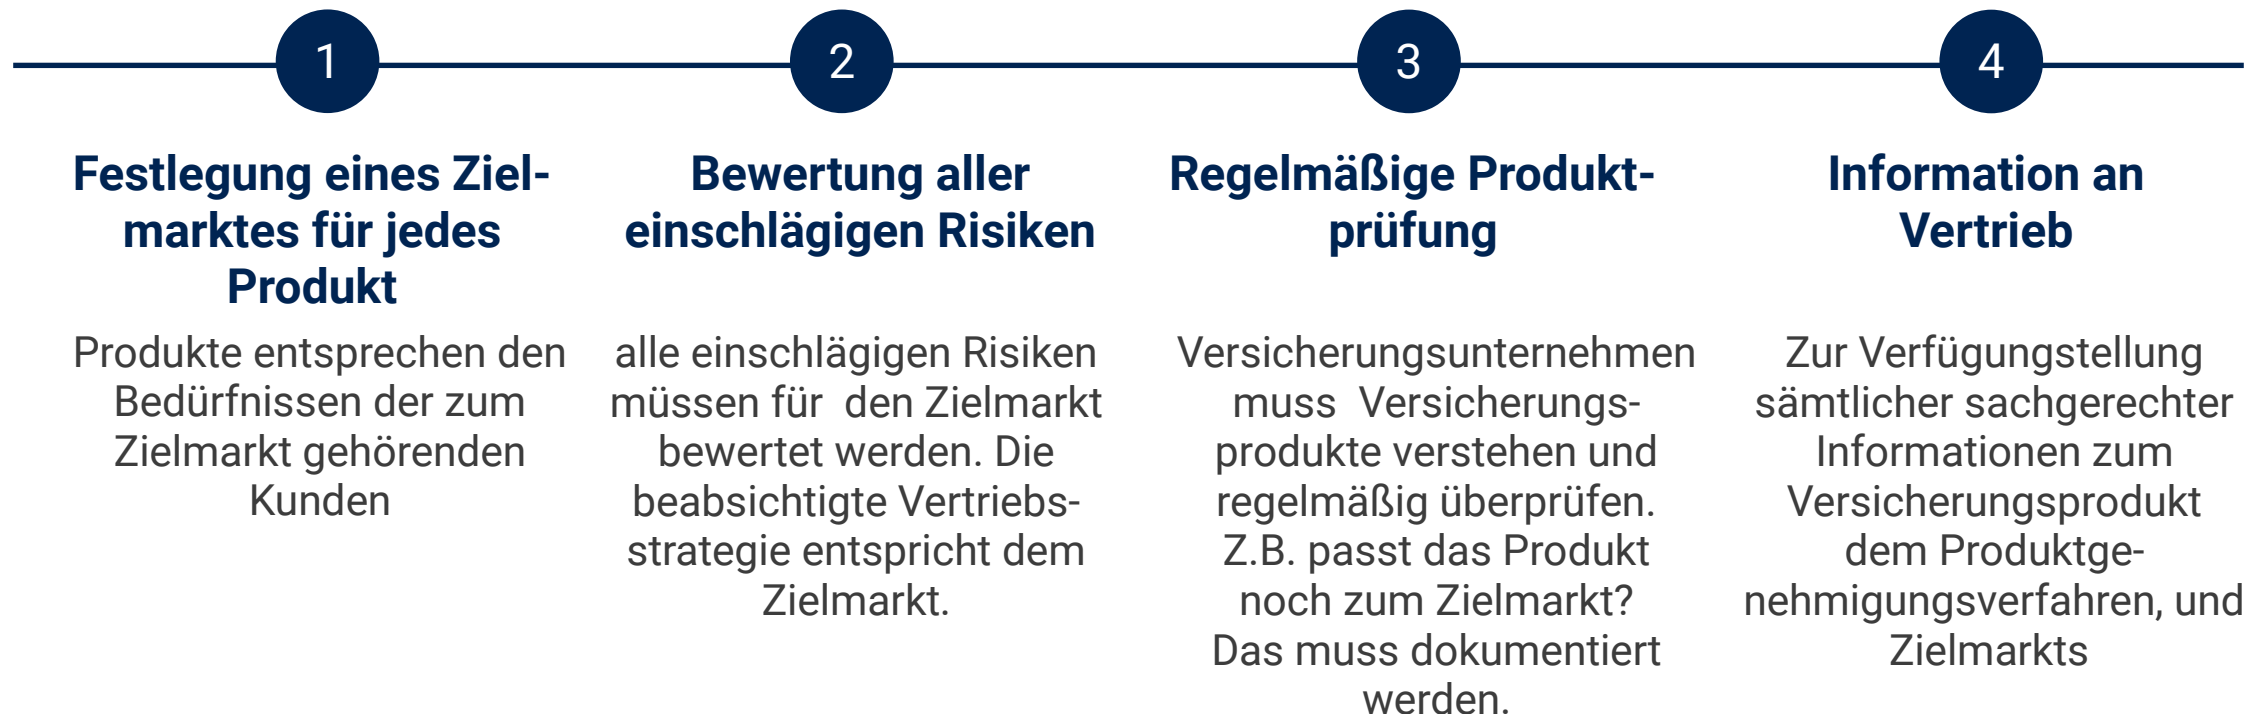 1
Festlegung eines Ziel-
marktes für jedes
Produkt
Produkte entsprechen den
Bedürfnissen der zum
Zielmarkt gehörenden
Kunden
2
Bewertung aller
einschlägigen Risiken
alle einschlägigen Risiken
müssen für  den Zielmarkt
bewertet werden. Die
beabsichtigte Vertriebs-
strategie entspricht dem
Zielmarkt.
3
Regelmäßige Produkt-
prüfung
Versicherungsunternehmen
muss  Versicherungs-
produkte verstehen und
regelmäßig überprüfen.
Z.B. passt das Produkt
noch zum Zielmarkt?
Das muss dokumentiert
werden.
4
Information an
Vertrieb
Zur Verfügungstellung
sämtlicher sachgerechter
Informationen zum
Versicherungsprodukt
dem Produktge-
nehmigungsverfahren, und
Zielmarkts